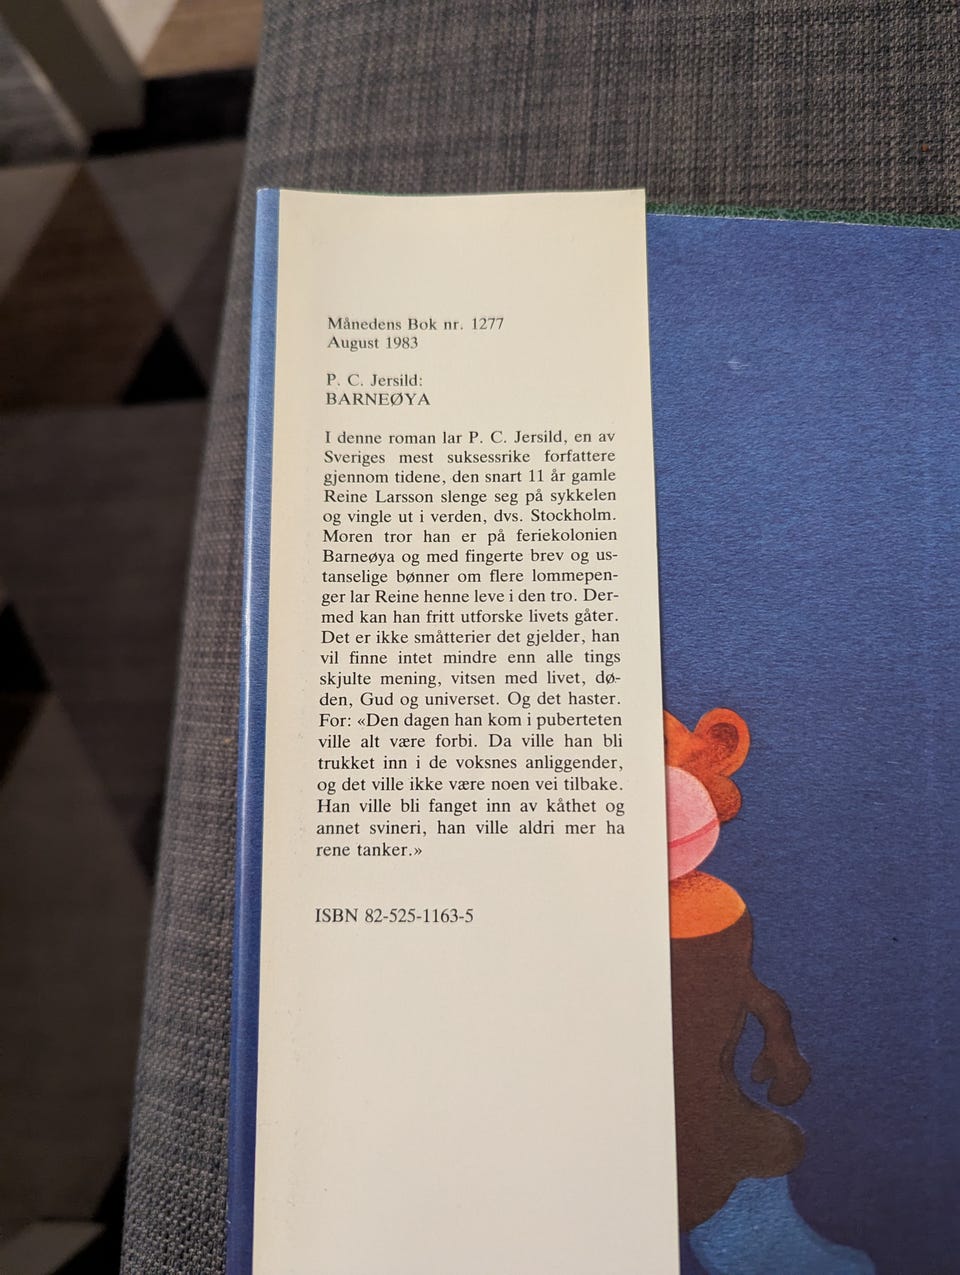 Månedens Bok nr. 1277
August 1983
P. C. Jersild:
BARNEØYA
I denne roman lar P. C. Jersild, en av
Sveriges mest suksessrike forfattere
gjennom tidene, den snart 11 år gamle
Reine Larsson slenge seg på sykkelen
og vingle ut i verden, dvs. Stockholm.
Moren tror han er på feriekolonien
Barneøya og med fingerte brev og us-
tanselige bønner om flere lommepen-
ger lar Reine henne leve i den tro. Der-
med kan han fritt utforske livets gåter.
Det er ikke småtterier det gjelder, han
vil finne intet mindre enn alle tings
skjulte mening, vitsen med livet, dø-
den, Gud og universet. Og det haster.
For: «Den dagen han kom i puberteten
ville alt være forbi. Da ville han bli
trukket inn i de voksnes anliggender,
og det ville ikke være noen vei tilbake.
Han ville bli fanget inn av kåthet og
annet svineri, han ville aldri mer ha
rene tanker.»
ISBN 82-525-1163-5